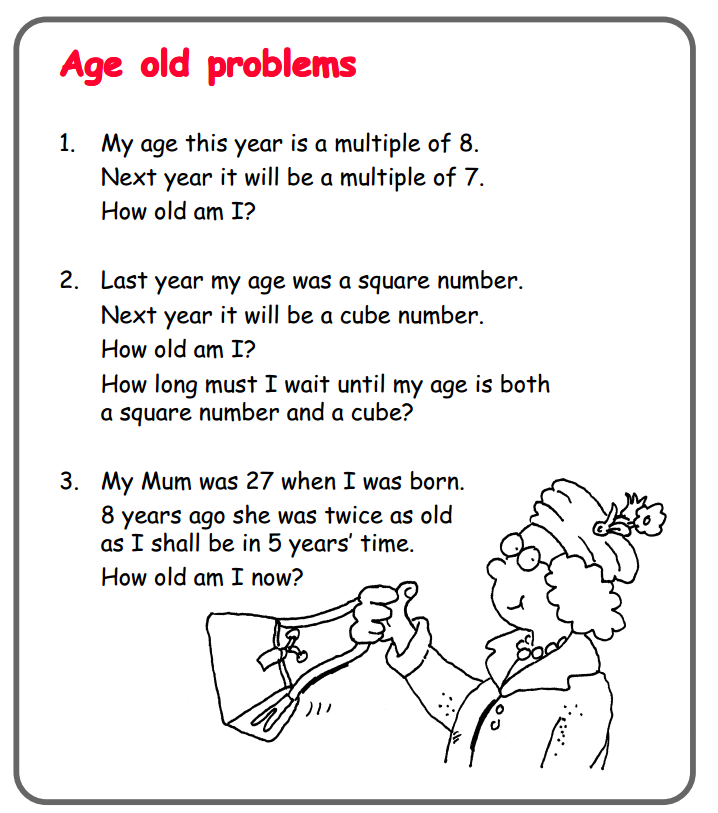 Age old problems
1. My age this year is a multiple of 8.
Next year it will be a multiple of 7.
How old am I?
2. Last year my age was a square number.
Next year it will be a cube number.
How old am I?
How long must I wait until my age is both
a square number and a cube?
3. My Mum was 27 when I was born.
8 years ago she was twice as old
as I shall be in 5 years’ time.
How old am I now?